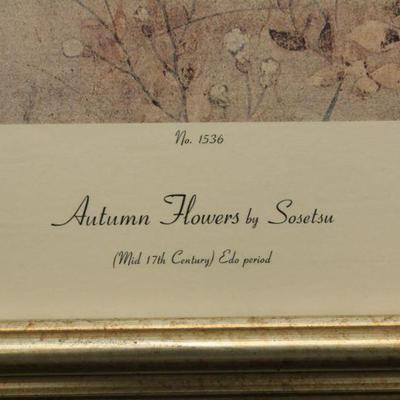 No. 1536
Autumn Flowers by Sosetsu
(Mid 17th Century) Edo period